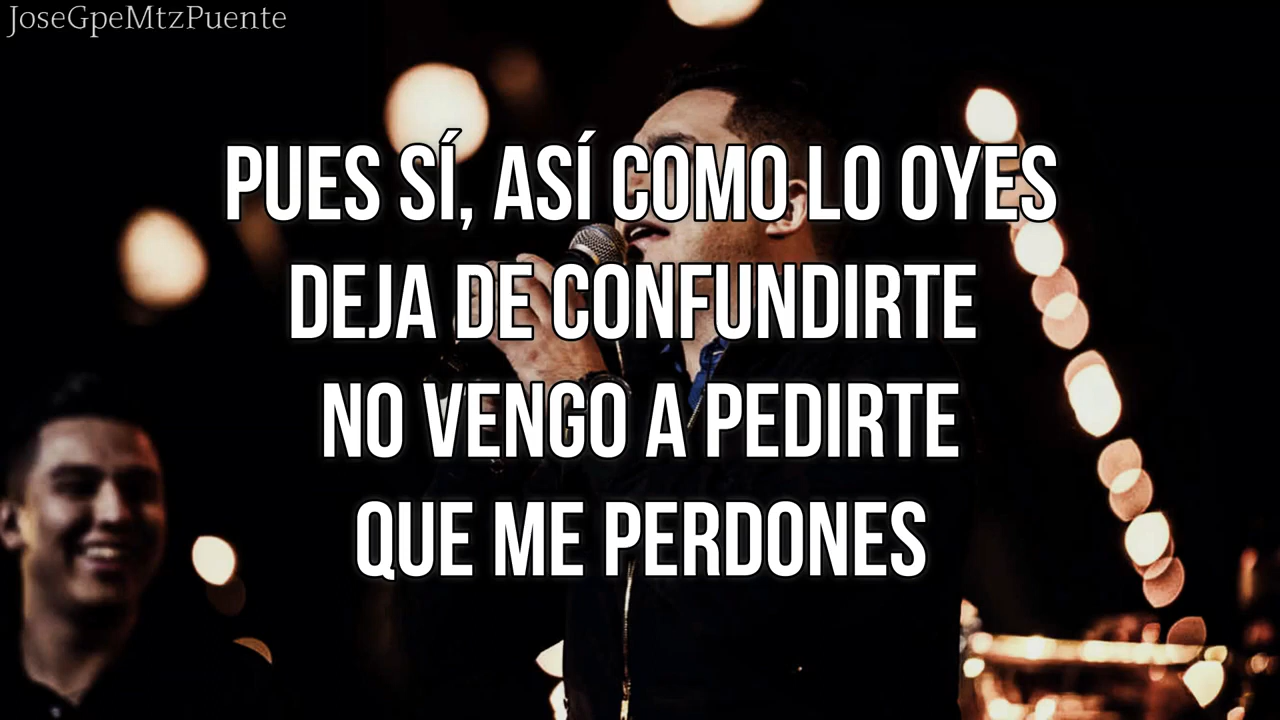 JoseGpeMtzPuente
PUES SÍ, ASÍ COMO LO OYES
DEJA DE CONFUNDIRTE
NO VENGO A PEDIRTE
QUE ME PERDONES